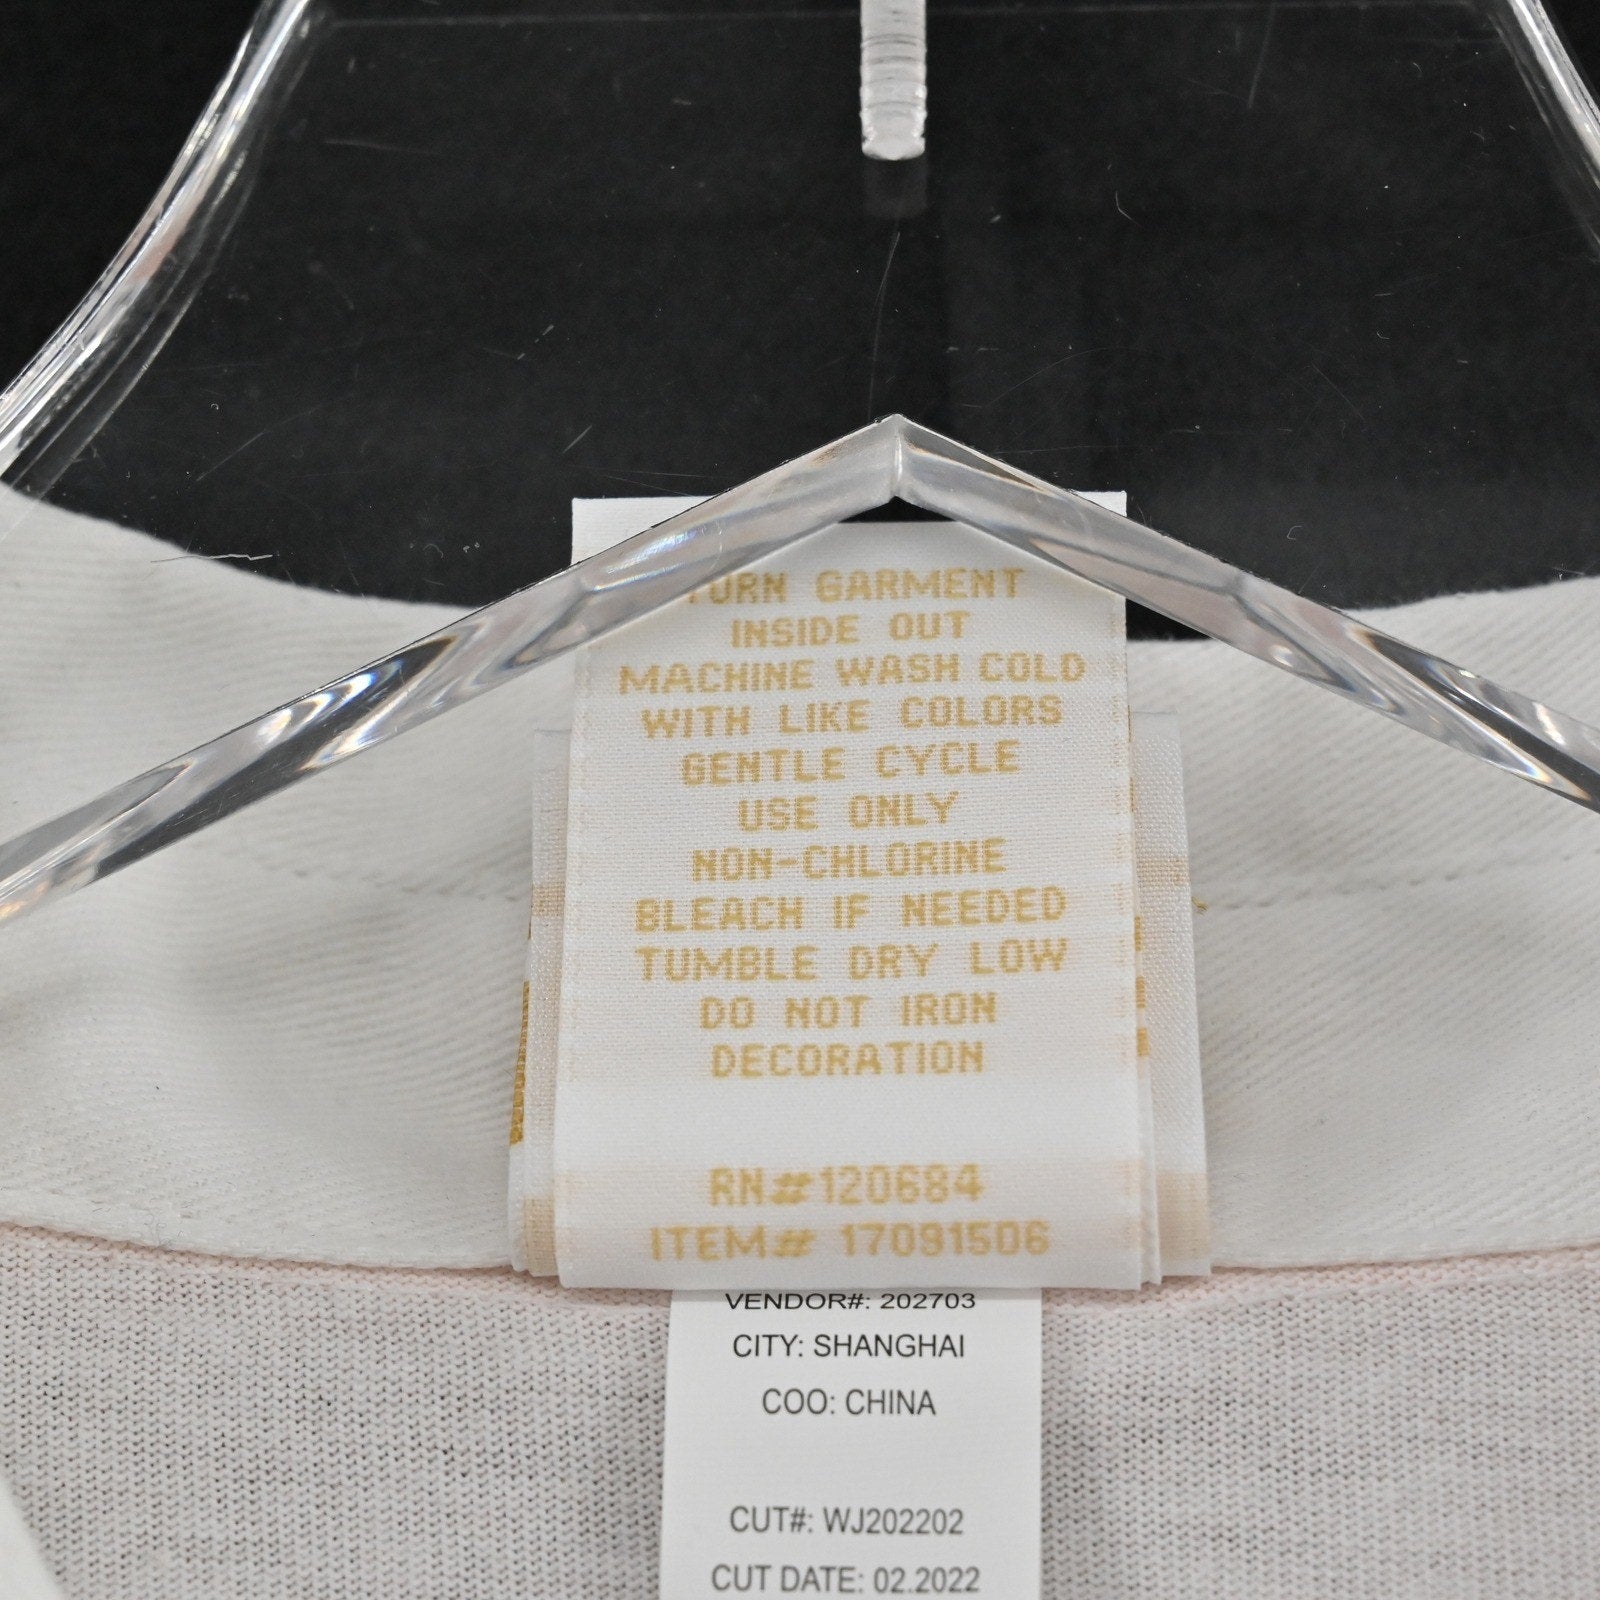 TURN GARMENT
INSIDE OUT
MACHINE WASH COLD
WITH LIKE COLORS
GENTLE CYCLE
USE ONLY
NON-CHLORINE
BLEACH IF NEEDED
TUMBLE DRY LOW
DO NOT IRON
DECORATION
RN# 120684
ITEM# 17091506
VENDOR#: 202703
CITY: SHANGHAI
COO: CHINA
CUT#: WJ202202
CUT DATE: 02.2022